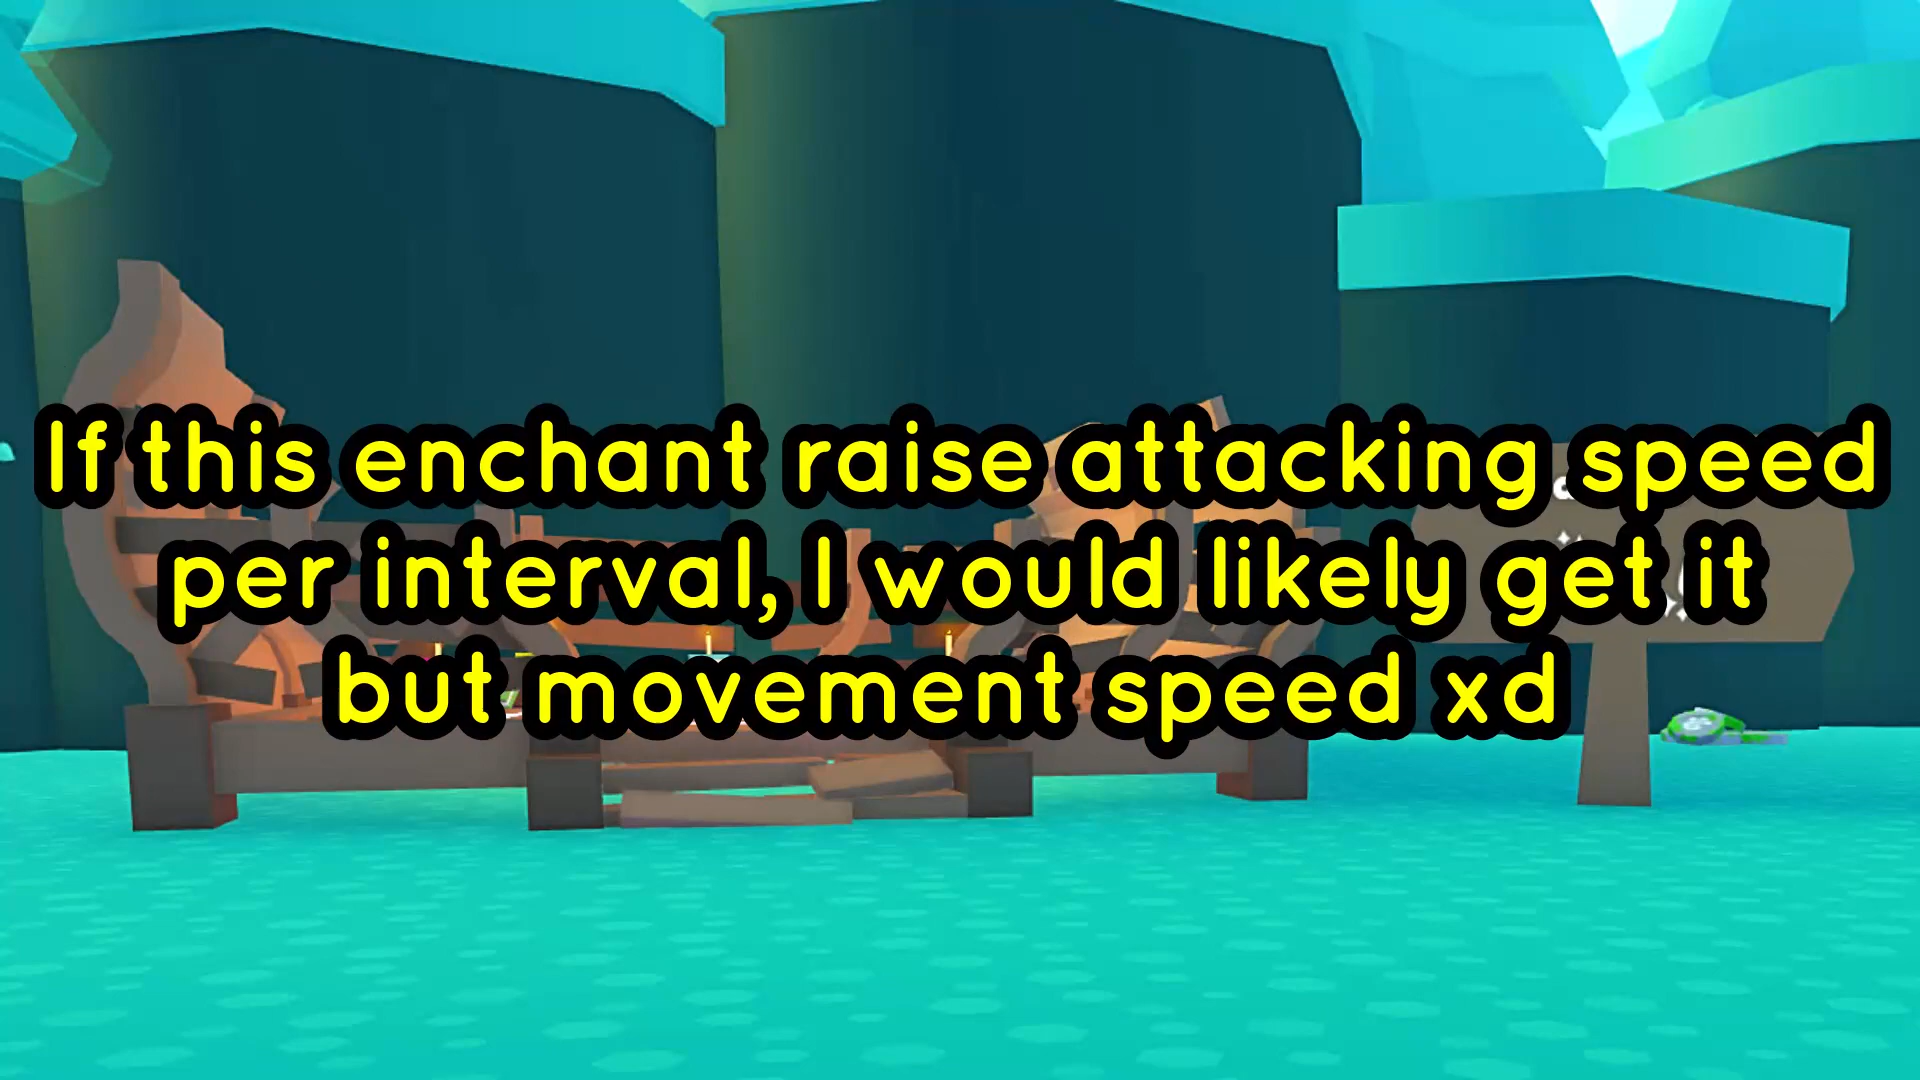 If this enchant raise attacking speed
per interval, I would likely get it
but movement speed xd